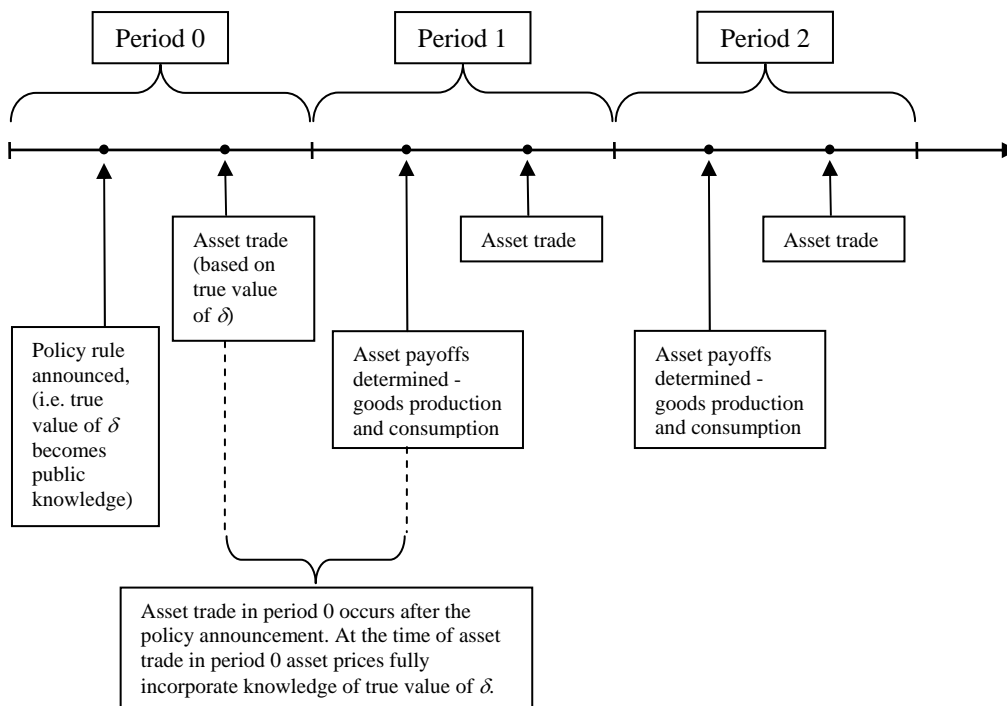 Period 0
Period 1
Period 2
Asset trade
(based on
true value
of δ)
Asset trade
Asset trade
Policy rule
announced,
(i.e. true
value of δ
becomes
public
knowledge)
Asset payoffs
determined -
goods production
and consumption
Asset payoffs
determined -
goods production
and consumption
Asset trade in period 0 occurs after the
policy announcement. At the time of asset
trade in period 0 asset prices fully
incorporate knowledge of true value of δ.